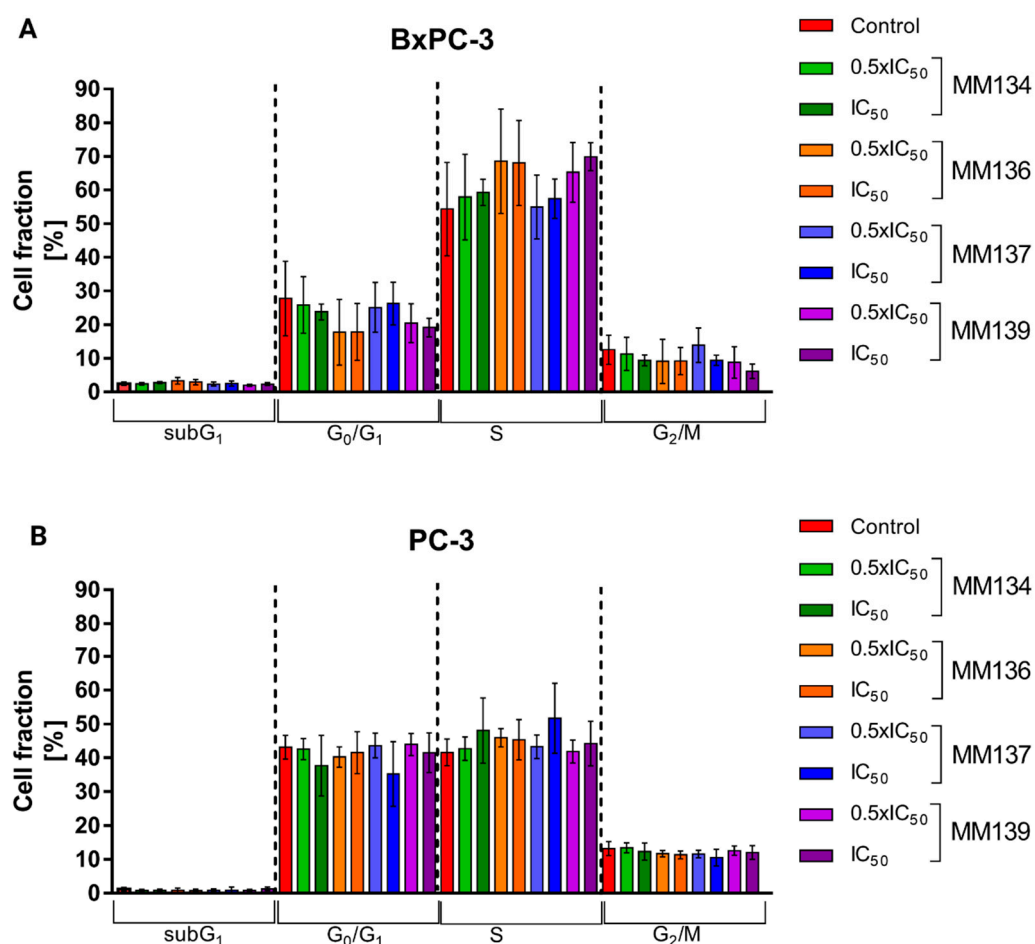 A
BxPC-3
Cell fraction
[%]
90
80
70
60
50
40
30
20
10
0
subG₁
G₀/G₁
S
G₂/M
Control
0.5xIC₅₀
IC₅₀
MM134
0.5xIC₅₀
IC₅₀
MM136
0.5xIC₅₀
IC₅₀
MM137
0.5xIC₅₀
IC₅₀
MM139
B
PC-3
Cell fraction
[%]
90
80
70
60
50
40
30
20
10
0
subG₁
G₀/G₁
S
G₂/M
Control
0.5xIC₅₀
IC₅₀
MM134
0.5xIC₅₀
IC₅₀
MM136
0.5xIC₅₀
IC₅₀
MM137
0.5xIC₅₀
IC₅₀
MM139